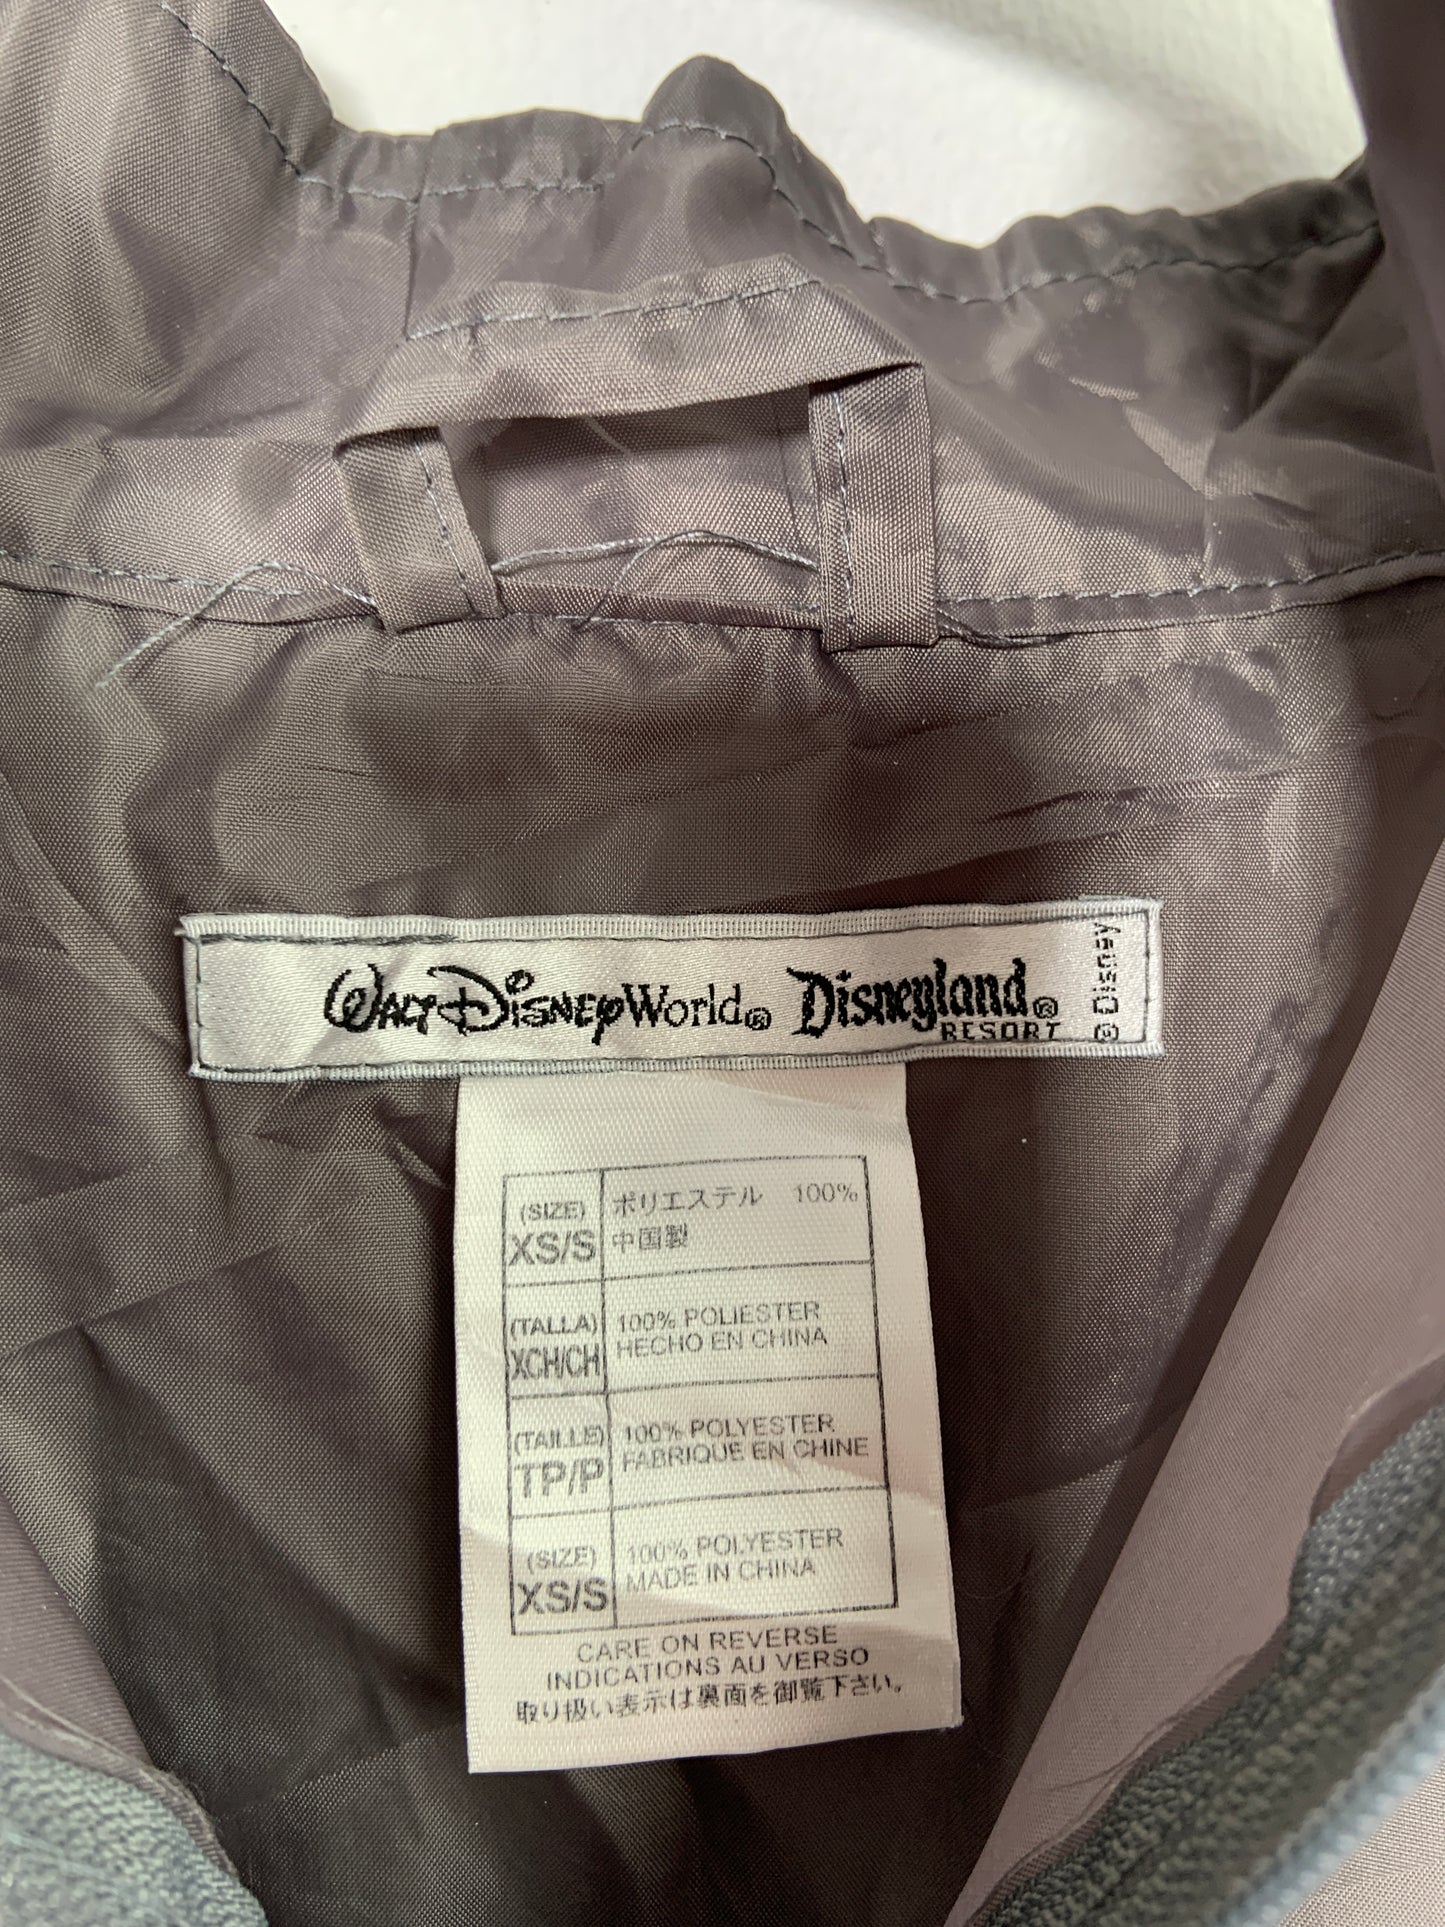 WALT DISNEY World® Disneyland®
RESORT
© Disney
(SIZE)
XS/S
ポリエステル 100%
中国製
(TALLA)
XCH/CH
100% POLIESTER
HECHO EN CHINA
(TAILLE)
TP/P
100% POLYESTER
FABRIQUE EN CHINE
(SIZE)
XS/S
100% POLYESTER
MADE IN CHINA
CARE ON REVERSE
INDICATIONS AU VERSO
取り扱い表示は裏面を御覧下さい。